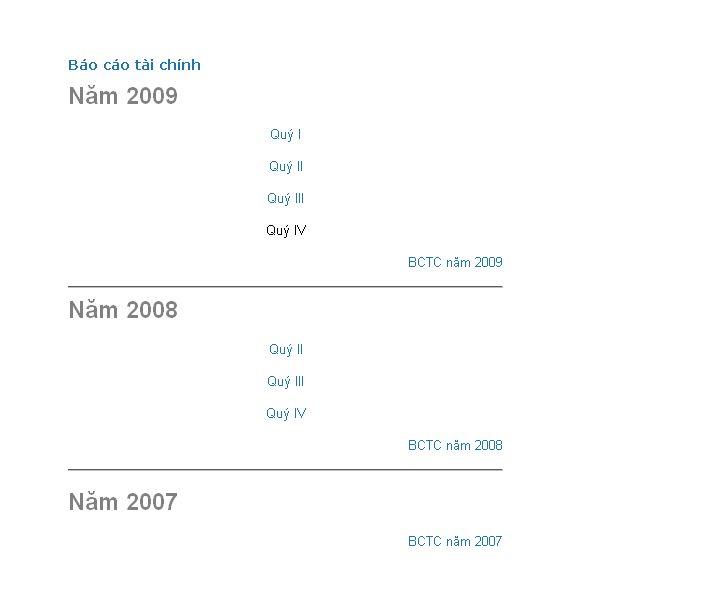 Báo cáo tài chính
Năm 2009
Quý I
Quý II
Quý III
Quý IV
BCTC năm 2009
Năm 2008
Quý II
Quý III
Quý IV
BCTC năm 2008
Năm 2007
BCTC năm 2007